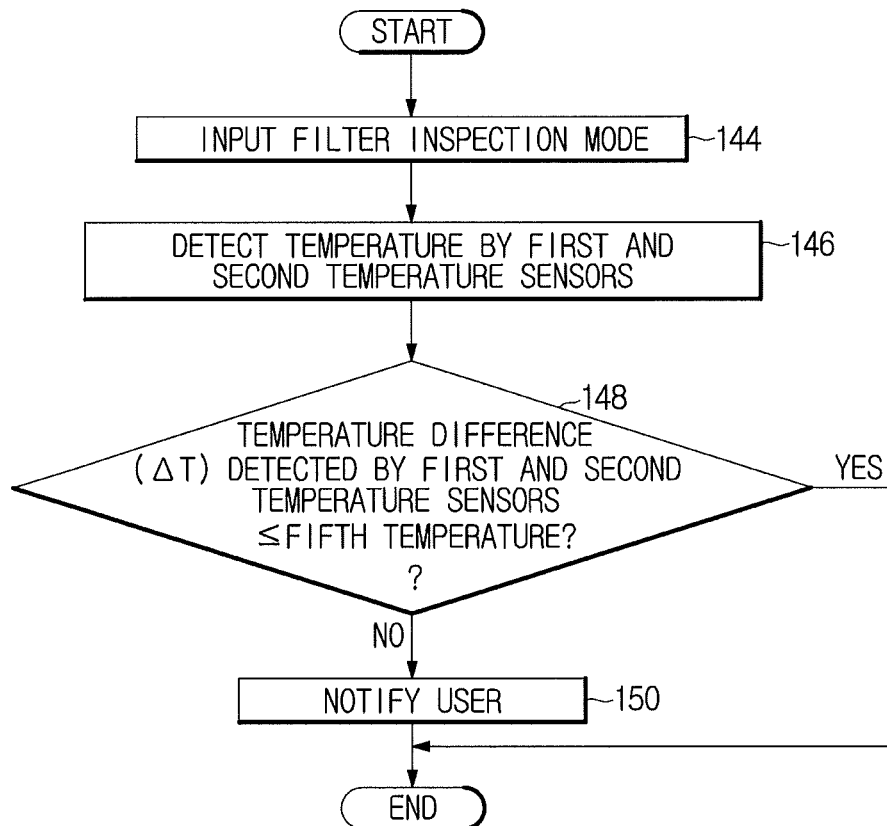 START
INPUT FILTER INSPECTION MODE
144
DETECT TEMPERATURE BY FIRST AND
SECOND TEMPERATURE SENSORS
146
148
TEMPERATURE DIFFERENCE
(ΔT) DETECTED BY FIRST AND SECOND
TEMPERATURE SENSORS
≦FIFTH TEMPERATURE?
?
YES
NO
NOTIFY USER
150
END